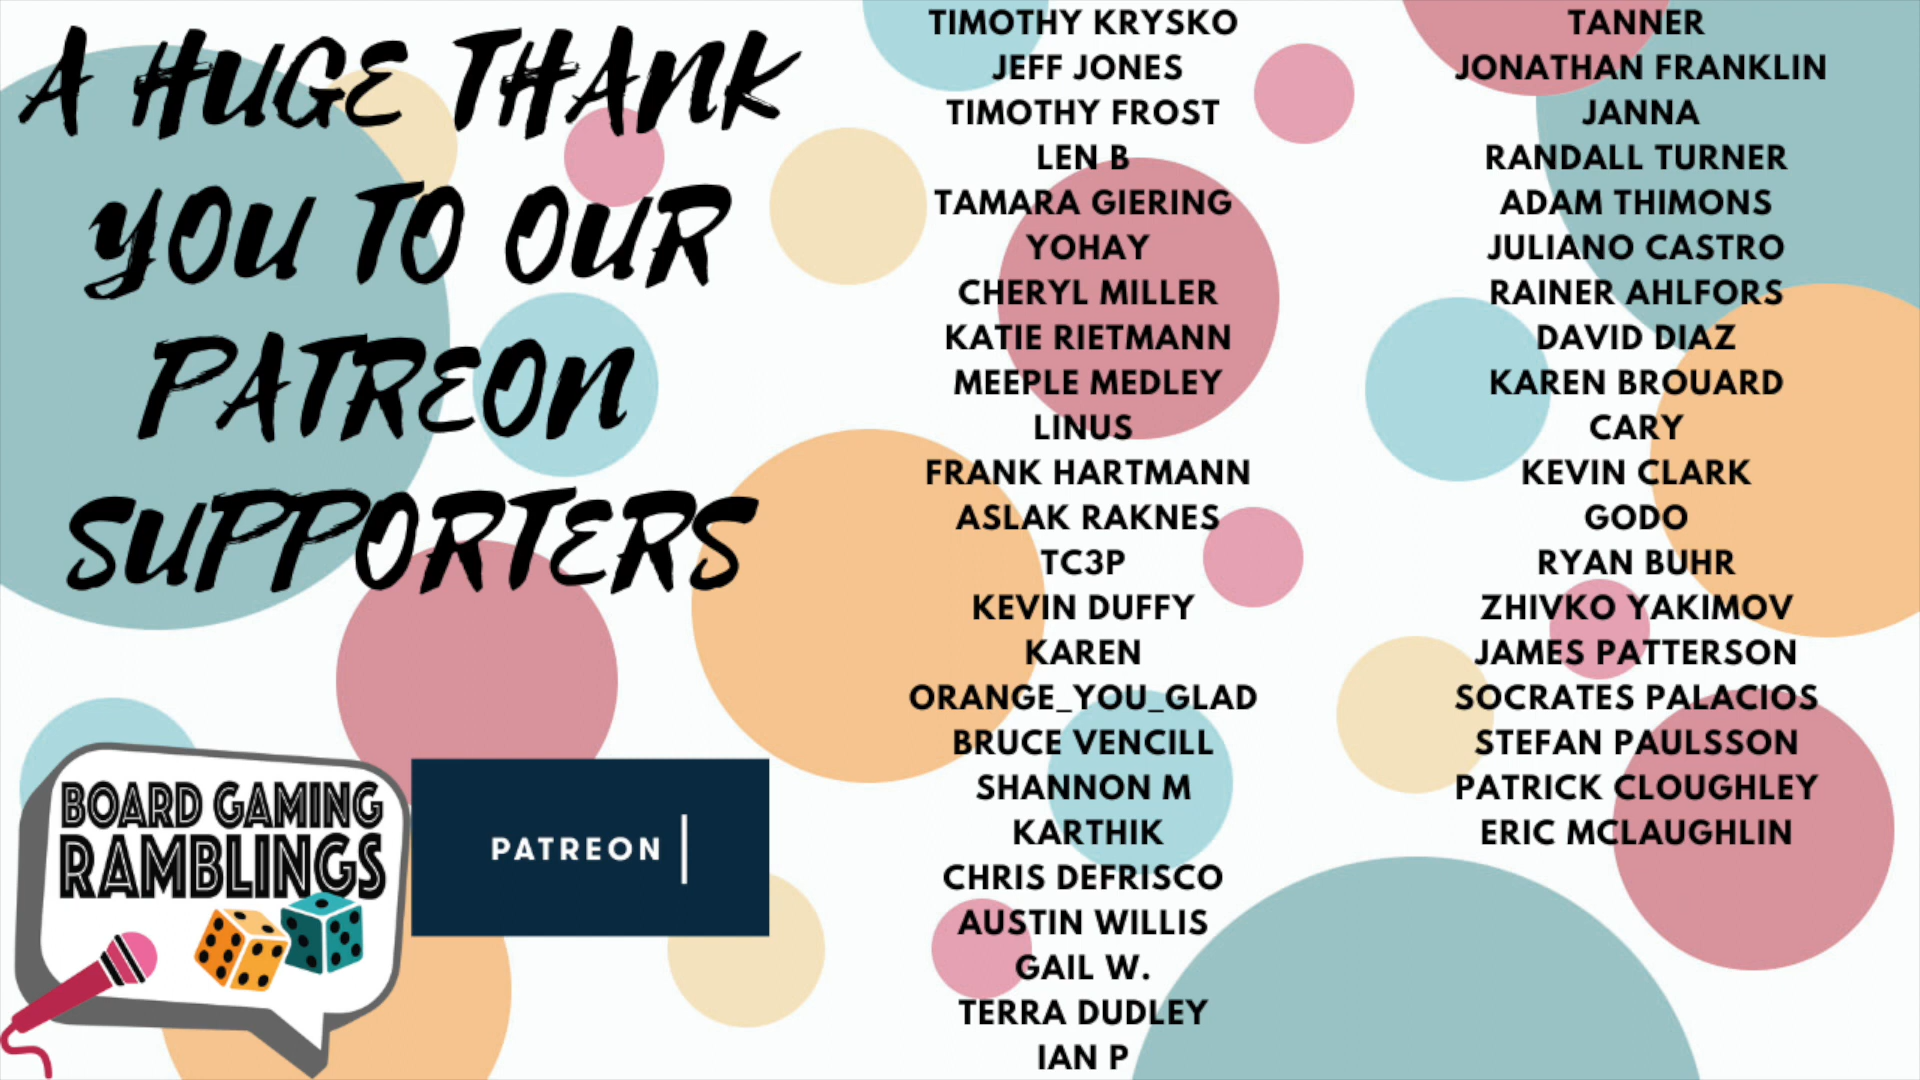 A HUGE THANK
YOU TO OUR
PATREON
SUPPORTERS
BOARD GAMING
RAMBLINGS
PATREON
TIMOTHY KRYSKO
JEFF JONES
TIMOTHY FROST
LEN B
TAMARA GIERING
YOHAY
CHERYL MILLER
KATIE RIETMANN
MEEPLE MEDLEY
LINUS
FRANK HARTMANN
ASLAK RAKNES
TC3P
KEVIN DUFFY
KAREN
ORANGE_YOU_GLAD
BRUCE VENCILL
SHANNON M
KARTHIK
CHRIS DEFRISCO
AUSTIN WILLIS
GAIL W.
TERRA DUDLEY
IAN P
TANNER
JONATHAN FRANKLIN
JANNA
RANDALL TURNER
ADAM THIMONS
JULIANO CASTRO
RAINER AHLFORS
DAVID DIAZ
KAREN BROUARD
CARY
KEVIN CLARK
GODO
RYAN BUHR
ZHIVKO YAKIMOV
JAMES PATTERSON
SOCRATES PALACIOS
STEFAN PAULSSON
PATRICK CLOUGHLEY
ERIC MCLAUGHLIN